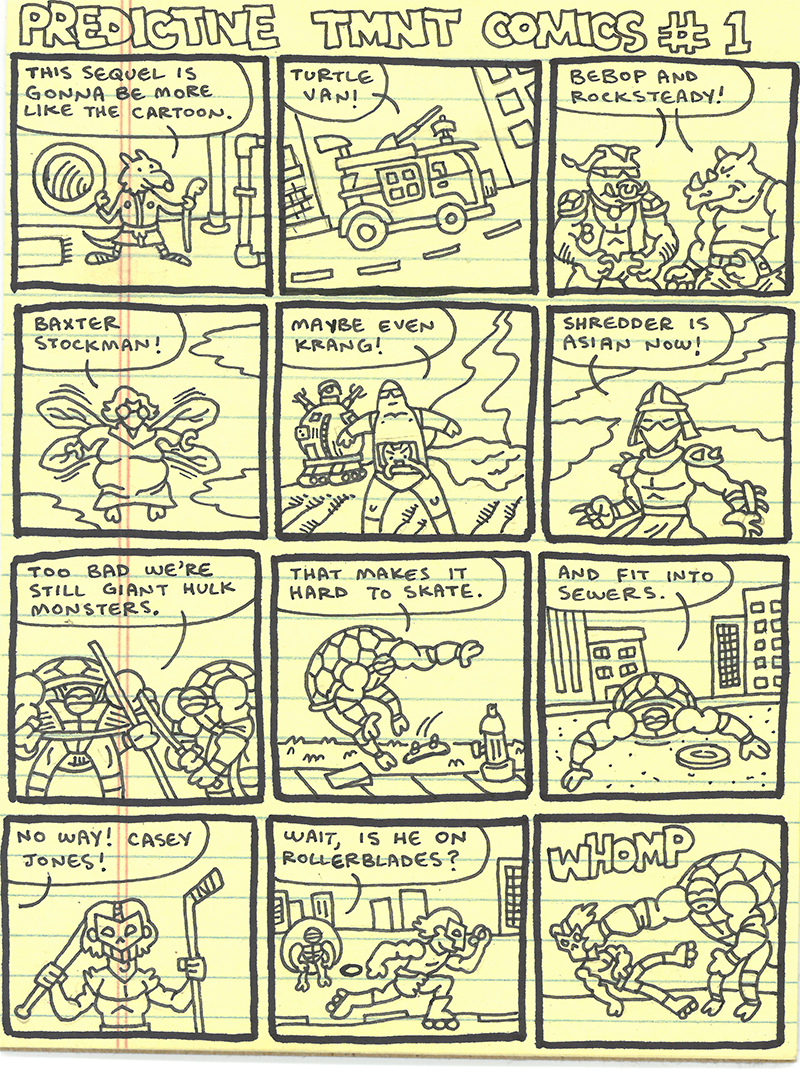 PREDICTIVE TMNT COMICS #1
THIS SEQUEL IS
GONNA BE MORE
LIKE THE CARTOON.
TURTLE
VAN!
BEBOP AND
ROCKSTEADY!
BAXTER
STOCKMAN!
MAYBE EVEN
KRANG!
SHREDDER IS
ASIAN NOW!
TOO BAD WE'RE
STILL GIANT HULK
MONSTERS.
THAT MAKES IT
HARD TO SKATE.
AND FIT INTO
SEWERS.
NO WAY! CASEY
JONES!
WAIT, IS HE ON
ROLLERBLADES?
WHOMP